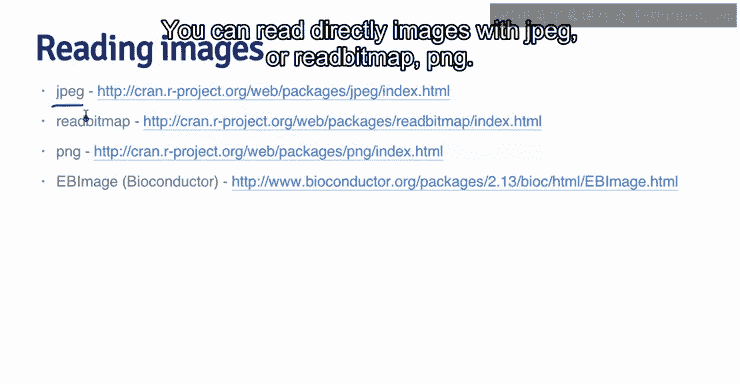 You can read directly images with jpeg,
or readbitmap, png.
Reading images
jpeg - http://cran.r-project.org/web/packages/jpeg/index.html
readbitmap - http://cran.r-project.org/web/packages/readbitmap/index.html
png - http://cran.r-project.org/web/packages/png/index.html
EBImage (Bioconductor) - http://www.bioconductor.org/packages/2.13/bioc/html/EBImage.html